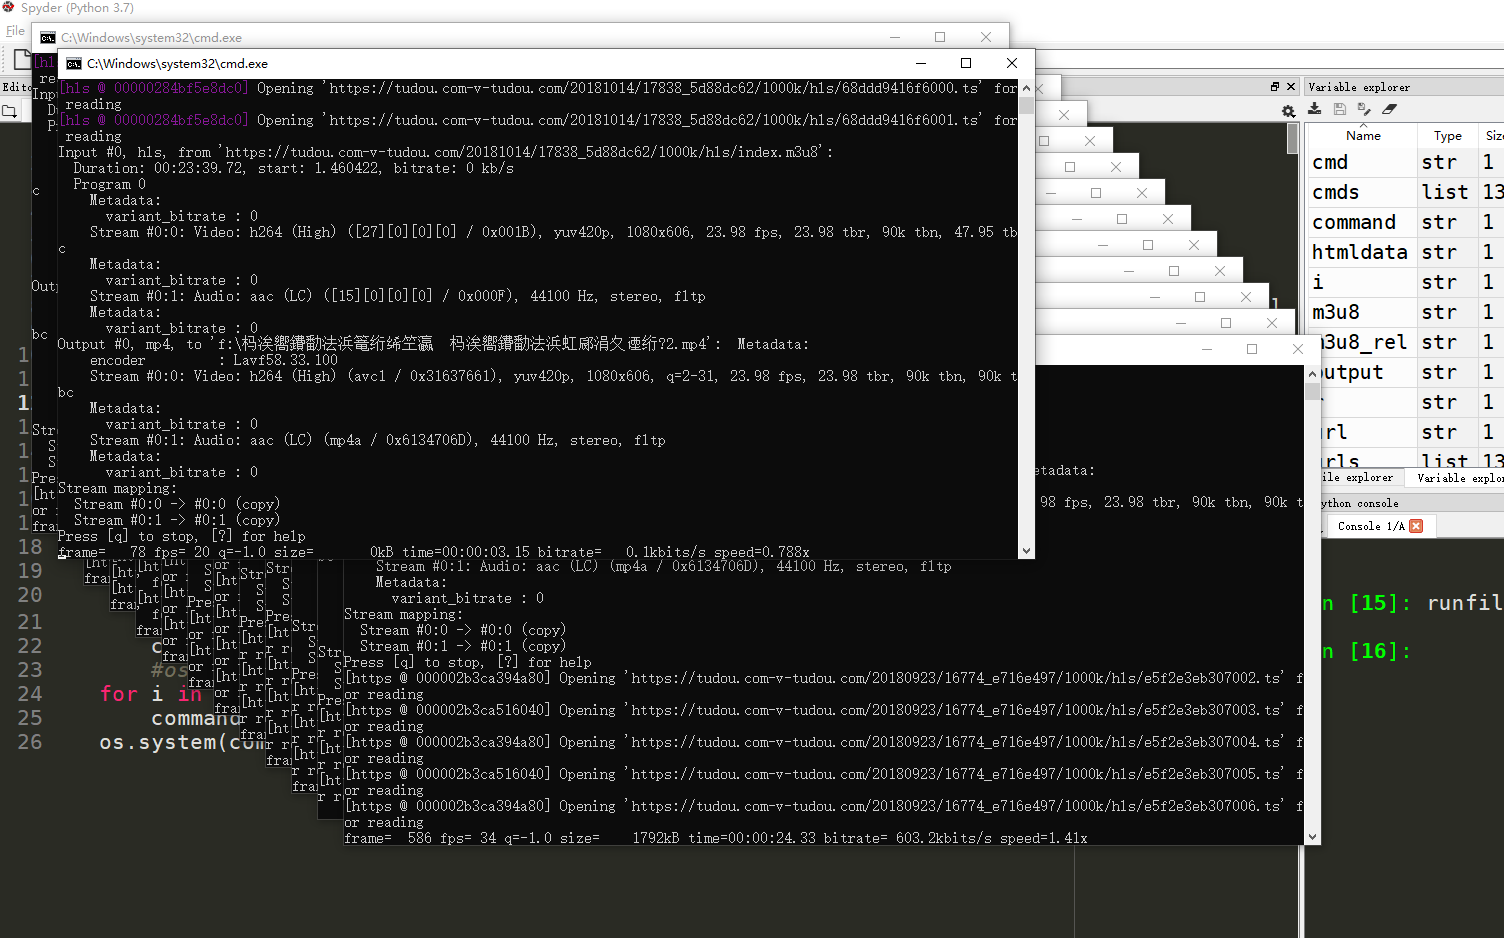 Spyder (Python 3.7)
File
C:\Windows\system32\cmd.exe
C:\Windows\system32\cmd.exe
[hls @ 00000284bf5e8dc0] Opening 'https://tudou.com-v-tudou.com/20181014/17838_5d88dc62/1000k/hls/68ddd9416f6000.ts' for
reading
[hls @ 00000284bf5e8dc0] Opening 'https://tudou.com-v-tudou.com/20181014/17838_5d88dc62/1000k/hls/68ddd9416f6001.ts' for
reading
Input #0, hls, from 'https://tudou.com-v-tudou.com/20181014/17838_5d88dc62/1000k/hls/index.m3u8':
Duration: 00:23:39.72, start: 1.460422, bitrate: 0 kb/s
Program 0
Metadata:
variant_bitrate : 0
Stream #0:0: Video: h264 (High) ([27][0][0][0] / 0x001B), yuv420p, 1080x606, 23.98 fps, 23.98 tbr, 90k tbn, 47.95 tb
c
Metadata:
variant_bitrate : 0
Stream #0:1: Audio: aac (LC) ([15][0][0][0] / 0x000F), 44100 Hz, stereo, fltp
Metadata:
variant_bitrate : 0
Output #0, mp4, to 'f:\ 2.mp4': Metadata:
encoder : Lavf58.33.100
Stream #0:0: Video: h264 (High) (avc1 / 0x31637661), yuv420p, 1080x606, q=2-31, 23.98 fps, 23.98 tbr, 90k tbn, 90k t
bc
Metadata:
variant_bitrate : 0
Stream #0:1: Audio: aac (LC) (mp4a / 0x6134706D), 44100 Hz, stereo, fltp
Metadata:
variant_bitrate : 0
Stream mapping:
Stream #0:0 -> #0:0 (copy)
Stream #0:1 -> #0:1 (copy)
Press [q] to stop, [?] for help
frame= 78 fps= 20 q=-1.0 size= 0kB time=00:00:03.15 bitrate= 0.1kbits/s speed=0.788x
etadata:
98 fps, 23.98 tbr, 90k tbn, 90k t
Stream #0:1: Audio: aac (LC) (mp4a / 0x6134706D), 44100 Hz, stereo, fltp
Metadata:
variant_bitrate : 0
Stream mapping:
Stream #0:0 -> #0:0 (copy)
Stream #0:1 -> #0:1 (copy)
Press [q] to stop, [?] for help
[https @ 000002b3ca394a80] Opening 'https://tudou.com-v-tudou.com/20180923/16774_e716e497/1000k/hls/e5f2e3eb307002.ts' f
or reading
[https @ 000002b3ca516040] Opening 'https://tudou.com-v-tudou.com/20180923/16774_e716e497/1000k/hls/e5f2e3eb307003.ts' f
or reading
[https @ 000002b3ca394a80] Opening 'https://tudou.com-v-tudou.com/20180923/16774_e716e497/1000k/hls/e5f2e3eb307004.ts' f
or reading
[https @ 000002b3ca516040] Opening 'https://tudou.com-v-tudou.com/20180923/16774_e716e497/1000k/hls/e5f2e3eb307005.ts' f
or reading
[https @ 000002b3ca394a80] Opening 'https://tudou.com-v-tudou.com/20180923/16774_e716e497/1000k/hls/e5f2e3eb307006.ts' f
or reading
frame= 586 fps= 34 q=-1.0 size= 1792kB time=00:00:24.33 bitrate= 603.2kbits/s speed=1.41x
18
19
20
21
22 c
23 #os
24 for i in
25 command
26 os.system(com
Variable explorer
Name Type Siz
cmd str 1
cmds list 13
command str 1
htmldata str 1
i str 1
m3u8 str 1
m3u8_rel str 1
output str 1
r str 1
url str 1
urls list 13
ile explorer Variable explor
ython console
Console 1/A
n [15]: runfil
n [16]: